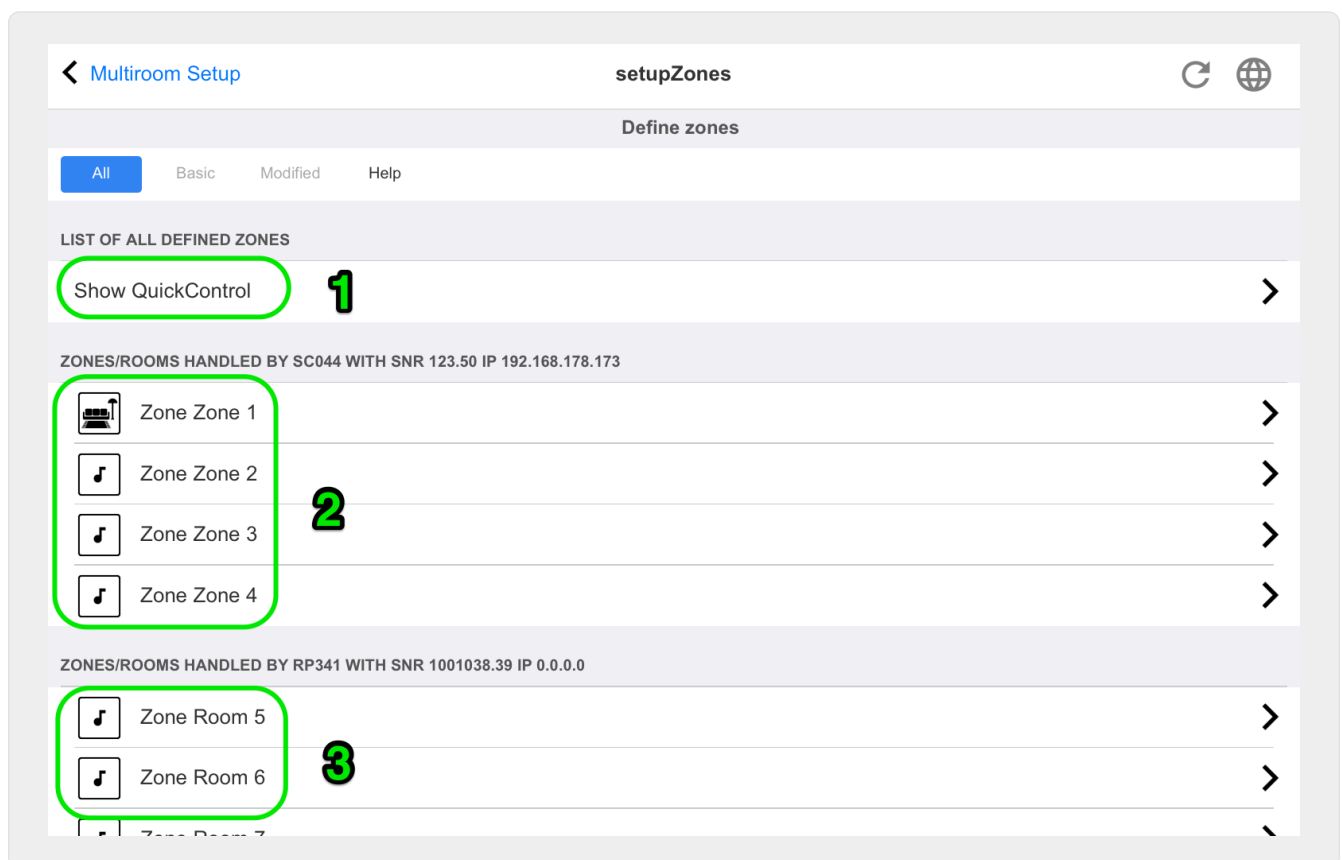 Multiroom Setup setupZones
Define zones
All Basic Modified Help
LIST OF ALL DEFINED ZONES
Show QuickControl 1
ZONES/ROOMS HANDLED BY SC044 WITH SNR 123.50 IP 192.168.178.173
Zone Zone 1
Zone Zone 2
2
Zone Zone 3
Zone Zone 4
ZONES/ROOMS HANDLED BY RP341 WITH SNR 1001038.39 IP 0.0.0.0
Zone Room 5
3
Zone Room 6
Zone Room 7